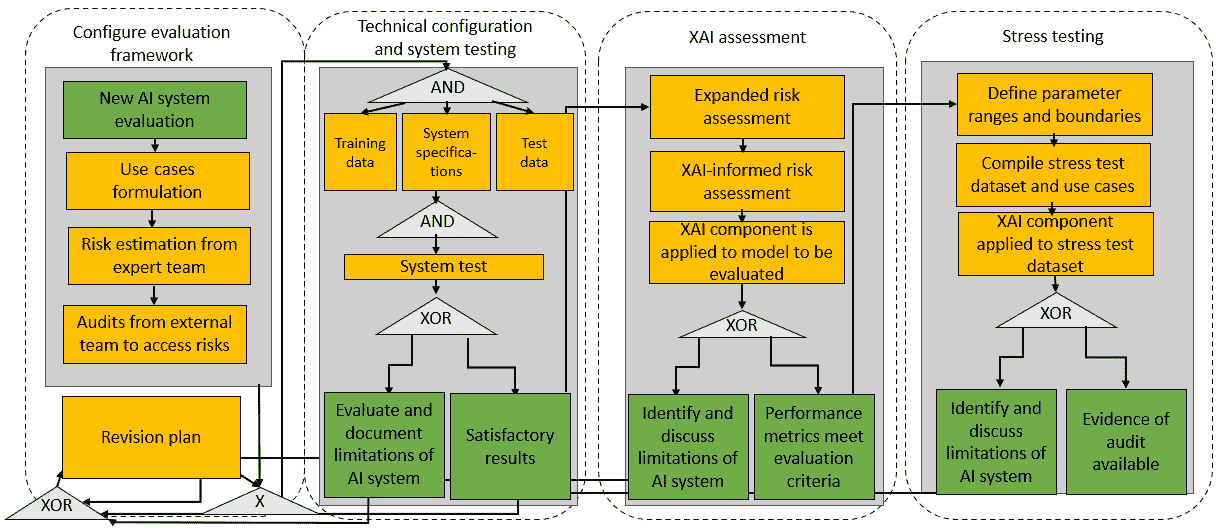 Configure evaluation
framework
New AI system
evaluation
Use cases
formulation
Risk estimation from
expert team
Audits from external
team to access risks
Revision plan
XOR
X
Technical configuration
and system testing
AND
Training
data
System
specifica-
tions
Test
data
AND
System test
XOR
Evaluate and
document
limitations of
AI system
Satisfactory
results
XAI assessment
Expanded risk
assessment
XAI-informed risk
assessment
XAI component is
applied to model to be
evaluated
XOR
Identify and
discuss
limitations of
AI system
Performance
metrics meet
evaluation
criteria
Stress testing
Define parameter
ranges and boundaries
Compile stress test
dataset and use cases
XAI component
applied to stress test
dataset
XOR
Identify and
discuss
limitations of
AI system
Evidence of
audit
available